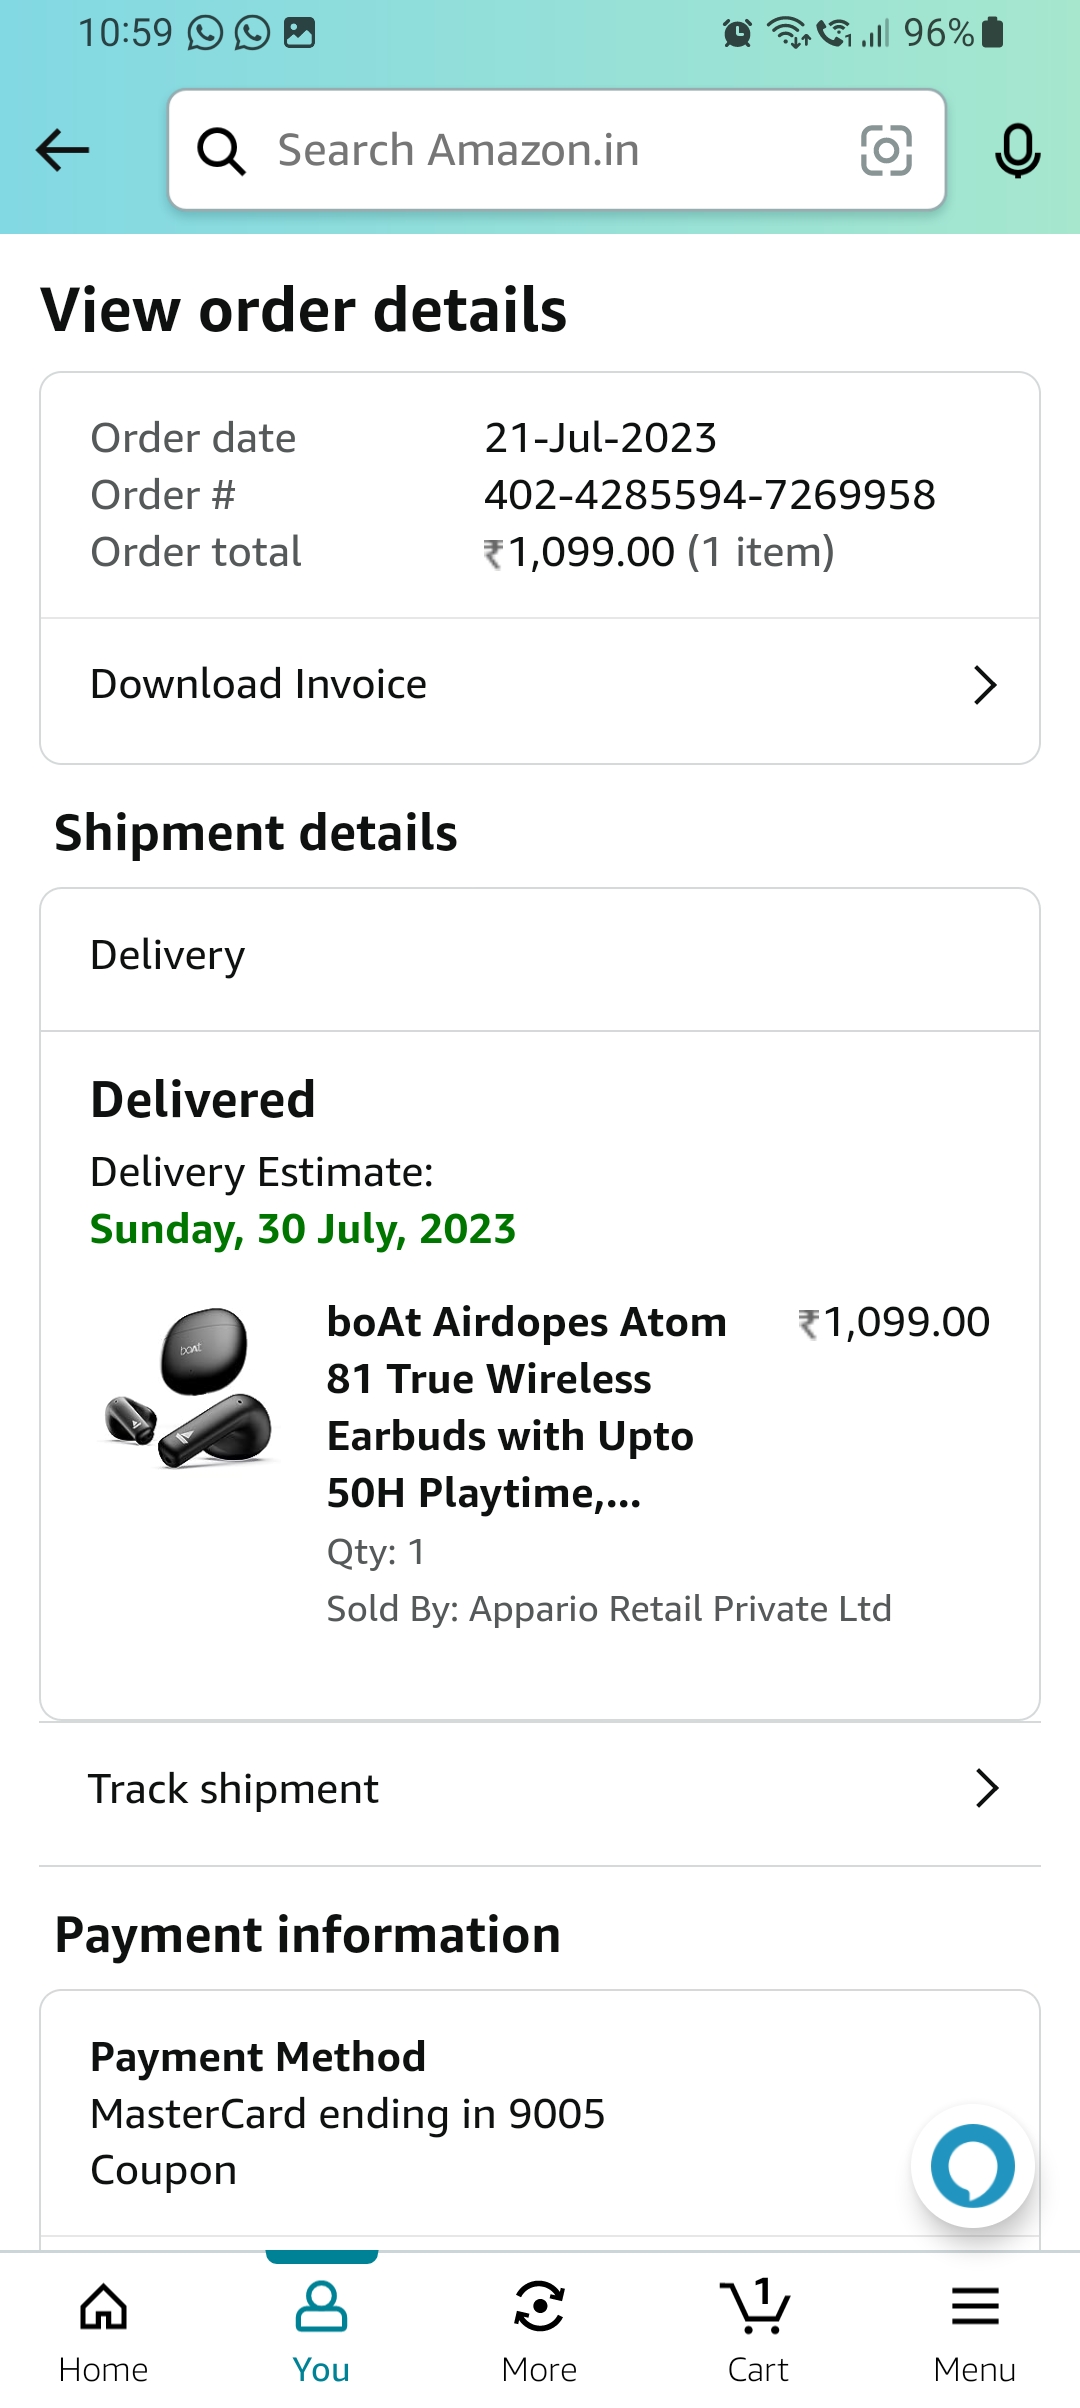 10:59
1
96%
Search Amazon.in
View order details
Order date 21-Jul-2023
Order # 402-4285594-7269958
Order total ₹1,099.00 (1 item)
Download Invoice
Shipment details
Delivery
Delivered
Delivery Estimate:
Sunday, 30 July, 2023
boAt
boAt Airdopes Atom ₹1,099.00
81 True Wireless
Earbuds with Upto
50H Playtime,...
Qty: 1
Sold By: Appario Retail Private Ltd
Track shipment
Payment information
Payment Method
MasterCard ending in 9005
Coupon
1
Home You More Cart Menu